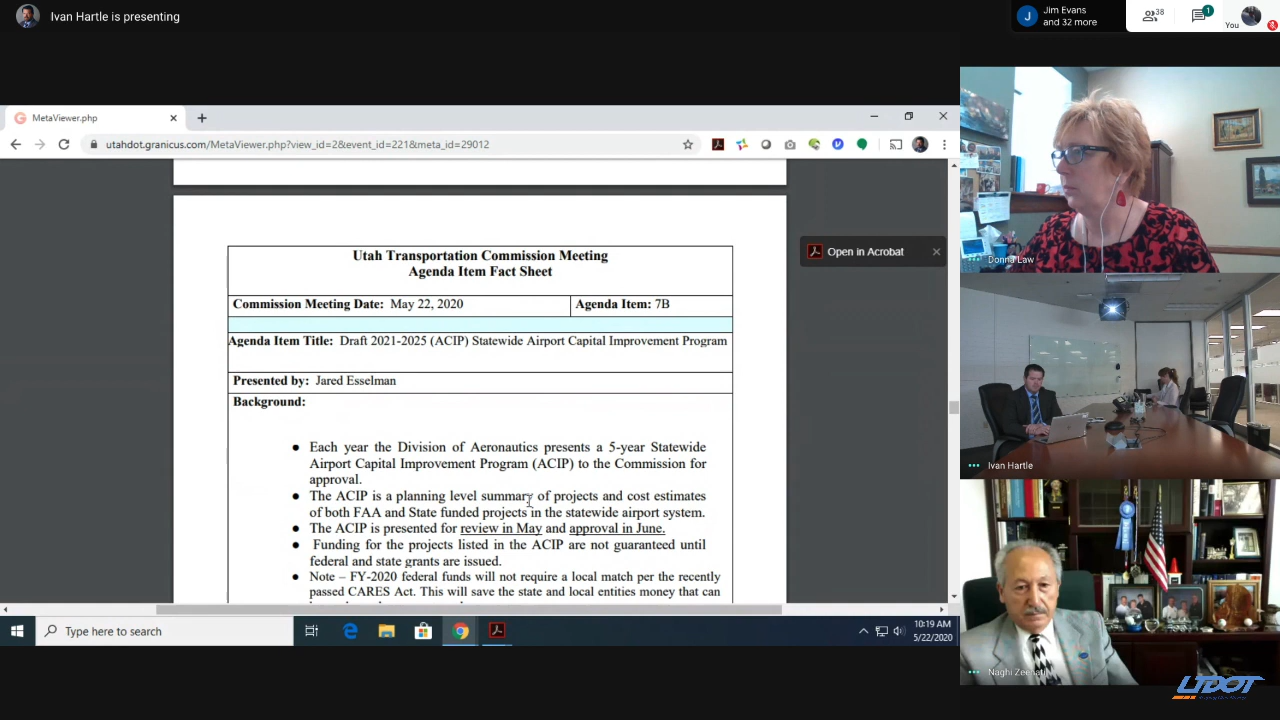 Ivan Hartle is presenting
Jim Evans
and 32 more
38
1
You
MetaViewer.php
utahdot.granicus.com/MetaViewer.php?view_id=2&event_id=221&meta_id=29012
Open in Acrobat
Utah Transportation Commission Meeting
Agenda Item Fact Sheet
Commission Meeting Date: May 22, 2020
Agenda Item: 7B
Agenda Item Title: Draft 2021-2025 (ACIP) Statewide Airport Capital Improvement Program
Presented by: Jared Esselman
Background:
● Each year the Division of Aeronautics presents a 5-year Statewide
Airport Capital Improvement Program (ACIP) to the Commission for
approval.
● The ACIP is a planning level summary of projects and cost estimates
of both FAA and State funded projects in the statewide airport system.
● The ACIP is presented for review in May and approval in June.
● Funding for the projects listed in the ACIP are not guaranteed until
federal and state grants are issued.
● Note – FY-2020 federal funds will not require a local match per the recently
passed CARES Act. This will save the state and local entities money that can
Type here to search
10:19 AM
5/22/2020
Donna Law
Ivan Hartle
Naghi Zeenati
UDOT